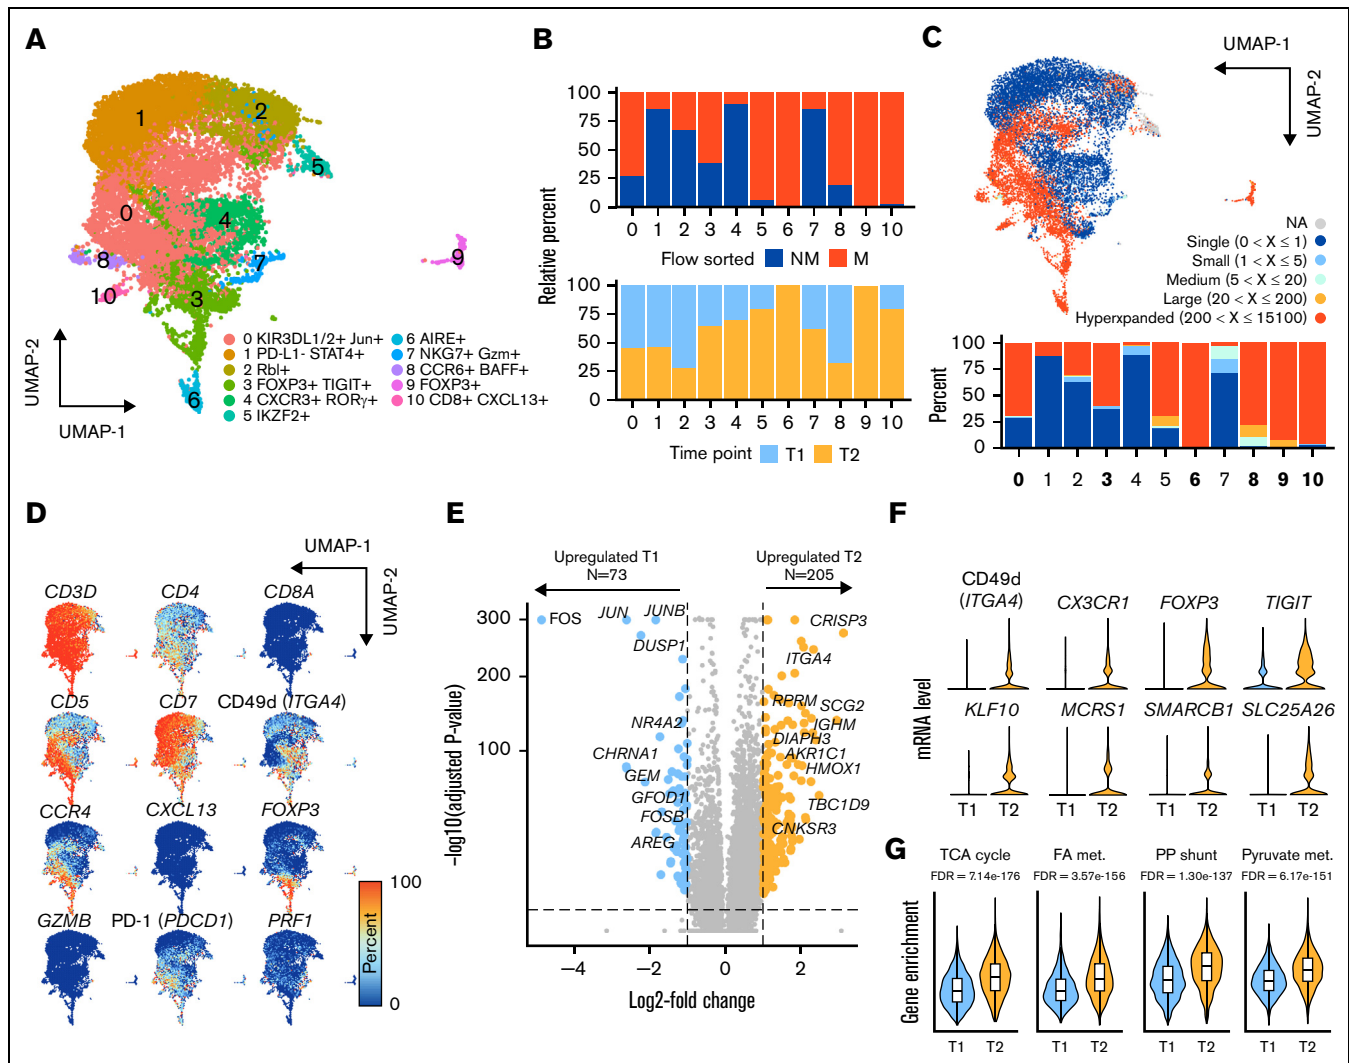 A
1
2
5
0
4
8
7
9
10
3
6
UMAP-2
UMAP-1
0 KIR3DL1/2+ Jun+
1 PD-L1- STAT4+
2 Rbl+
3 FOXP3+ TIGIT+
4 CXCR3+ RORγ+
5 IKZF2+
6 AIRE+
7 NKG7+ Gzm+
8 CCR6+ BAFF+
9 FOXP3+
10 CD8+ CXCL13+
B
Relative percent
100
75
50
25
0
0 1 2 3 4 5 6 7 8 9 10
Flow sorted NM M
100
75
50
25
0
0 1 2 3 4 5 6 7 8 9 10
Time point T1 T2
C
UMAP-1
UMAP-2
NA
Single (0 < X ≤ 1)
Small (1 < X ≤ 5)
Medium (5 < X ≤ 20)
Large (20 < X ≤ 200)
Hyperexpanded (200 < X ≤ 15100)
Percent
100
75
50
25
0
0 1 2 3 4 5 6 7 8 9 10
D
UMAP-1
UMAP-2
CD3D CD4 CD8A
CD5 CD7 CD49d (ITGA4)
CCR4 CXCL13 FOXP3
GZMB PD-1 (PDCD1) PRF1
Percent
100
0
E
Upregulated T1
N=73
Upregulated T2
N=205
–log10(adjusted P-value)
300
200
100
FOS
JUN
JUNB
DUSP1
NR4A2
CHRNA1
GEM
GFOD1
FOSB
AREG
CRISP3
ITGA4
RPRM
SCG2
IGHM
DIAPH3
AKR1C1
HMOX1
TBC1D9
CNKSR3
−4 −2 0 2
Log2-fold change
F
mRNA level
CD49d
(ITGA4) CX3CR1 FOXP3 TIGIT
KLF10 MCRS1 SMARCB1 SLC25A26
T1 T2 T1 T2 T1 T2 T1 T2
G
Gene enrichment
TCA cycle FA met. PP shunt Pyruvate met.
FDR = 7.14e-176 FDR = 3.57e-156 FDR = 1.30e-137 FDR = 6.17e-151
T1 T2 T1 T2 T1 T2 T1 T2